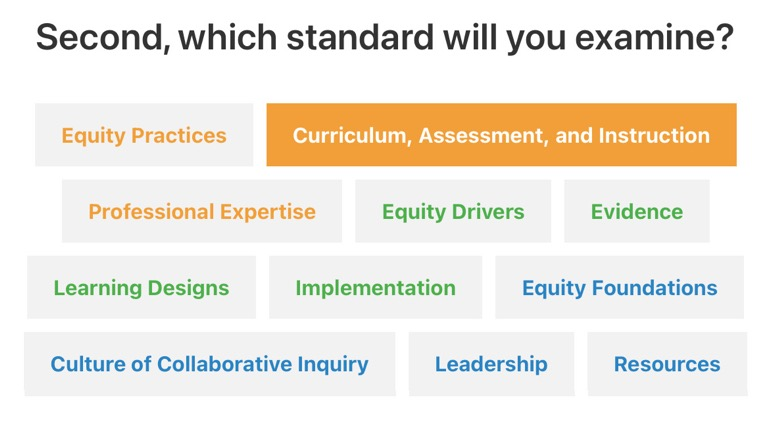 Second, which standard will you examine?
Equity Practices
Curriculum, Assessment, and Instruction
Professional Expertise
Equity Drivers
Evidence
Learning Designs
Implementation
Equity Foundations
Culture of Collaborative Inquiry
Leadership
Resources